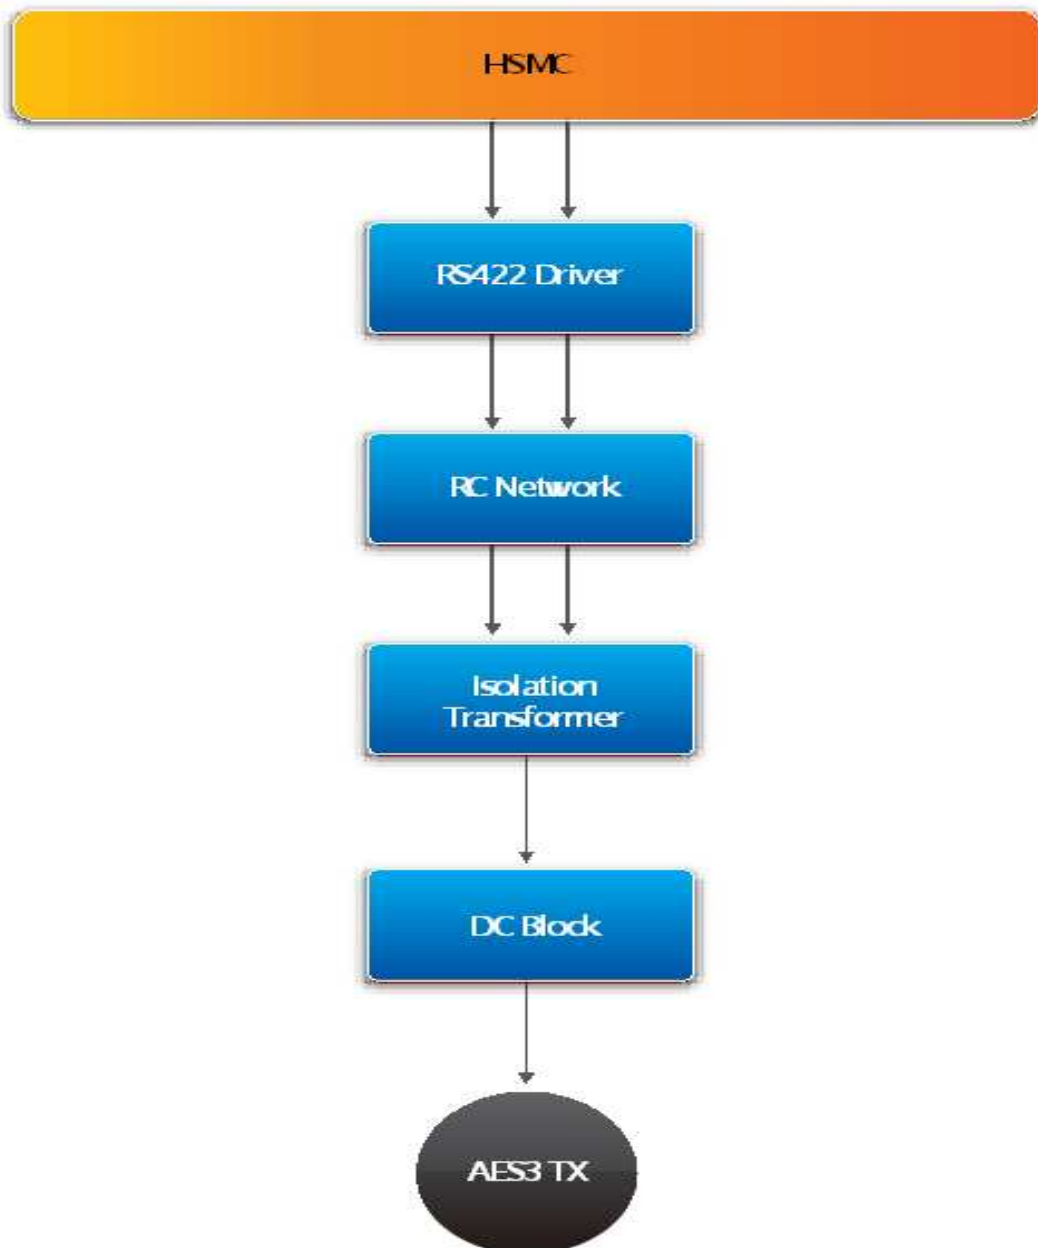 HSMC
RS422 Driver
RC Network
Isolation
Transformer
DC Block
AES3 TX